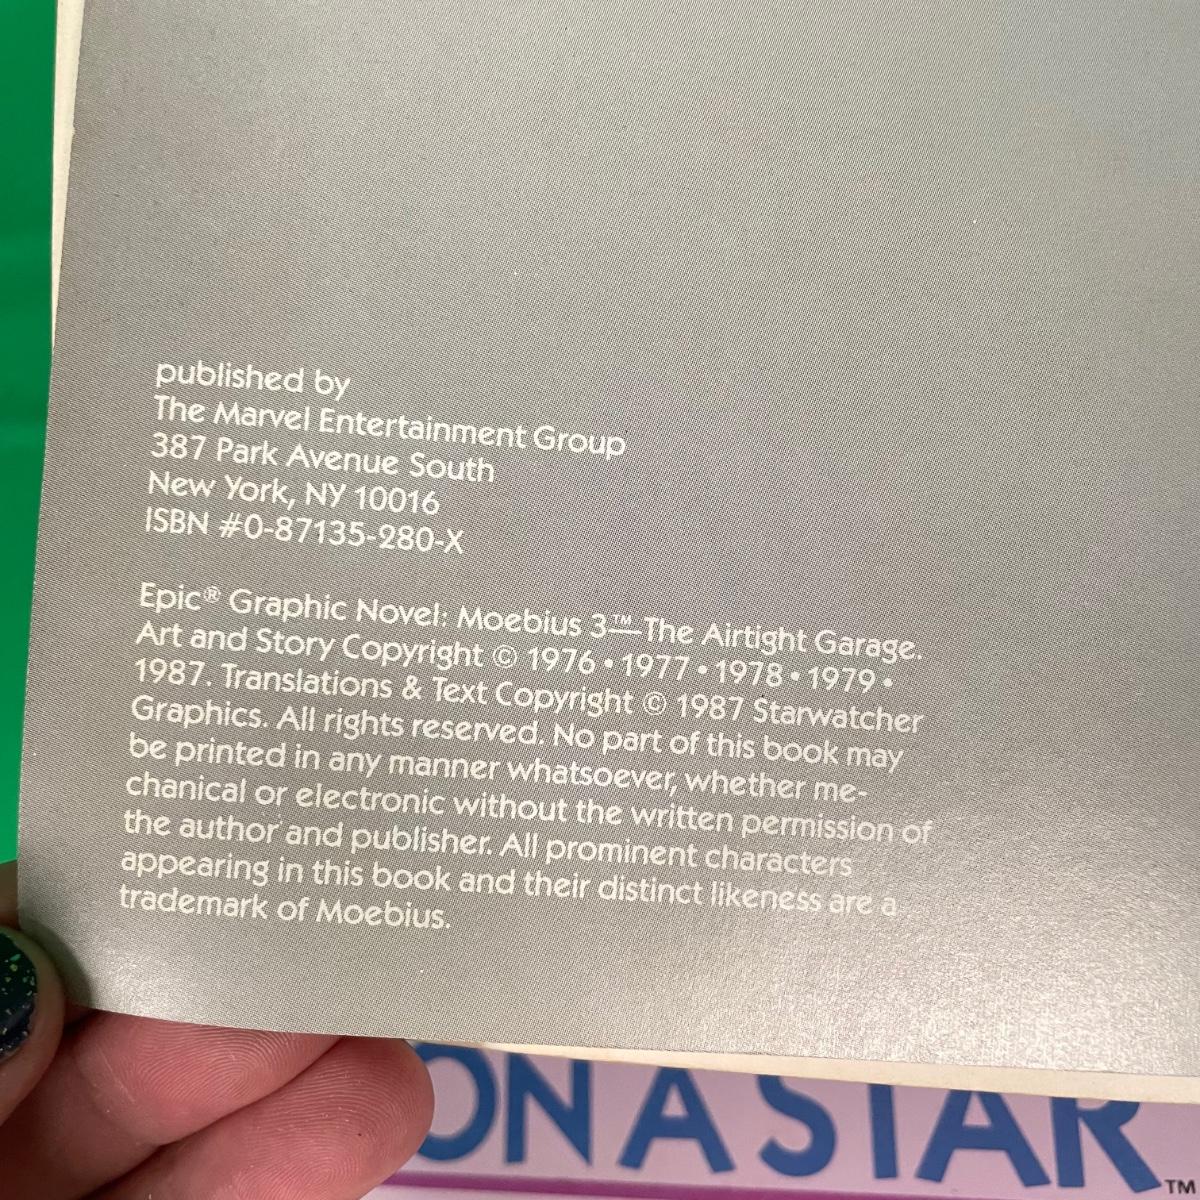 published by
The Marvel Entertainment Group
387 Park Avenue South
New York, NY 10016
ISBN #0-87135-280-X
Epic® Graphic Novel: Moebius 3™—The Airtight Garage.
Art and Story Copyright © 1976 • 1977 • 1978 • 1979 •
1987. Translations & Text Copyright © 1987 Starwatcher
Graphics. All rights reserved. No part of this book may
be printed in any manner whatsoever, whether me-
chanical or electronic without the written permission of
the author and publisher. All prominent characters
appearing in this book and their distinct likeness are a
trademark of Moebius.
ON A STAR™